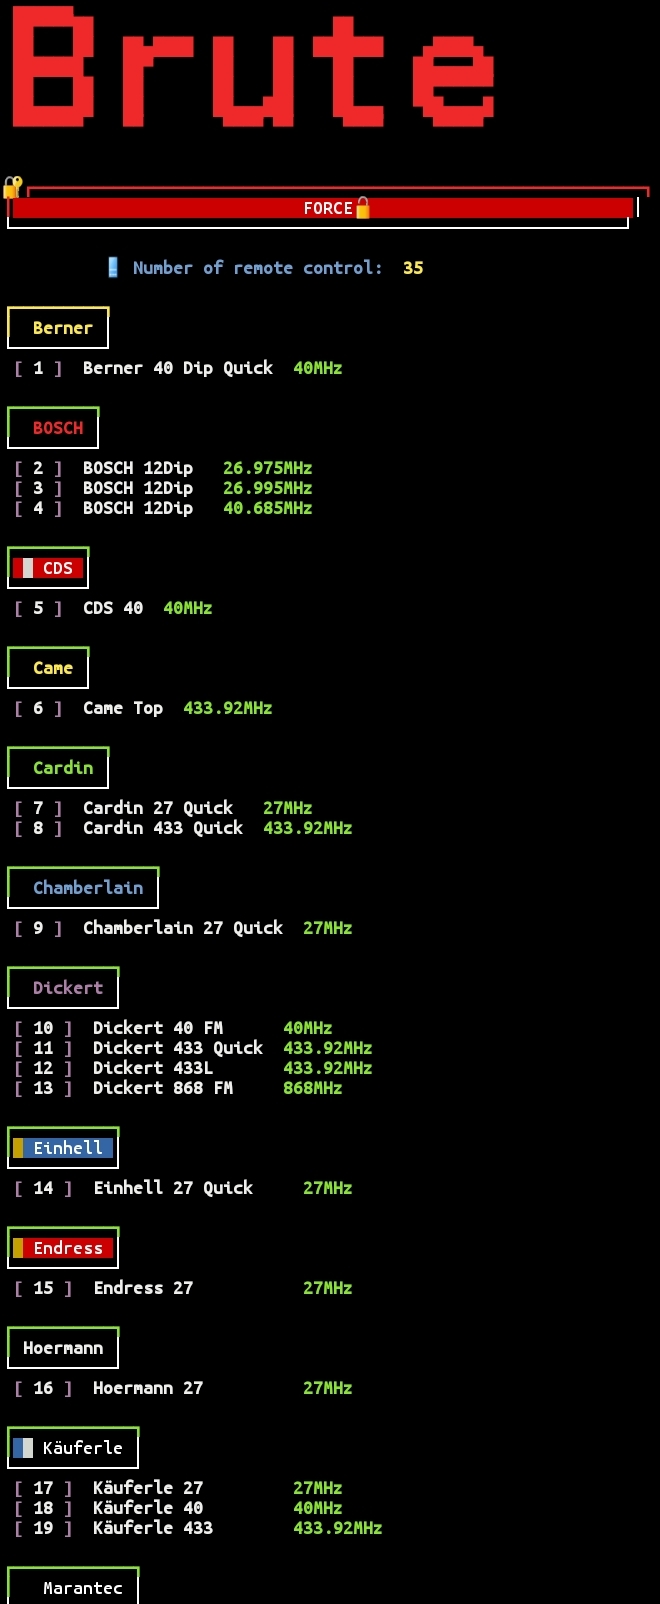 Brute
FORCE
Number of remote control: 35
Berner
[ 1 ] Berner 40 Dip Quick 40MHz
BOSCH
[ 2 ] BOSCH 12Dip 26.975MHz
[ 3 ] BOSCH 12Dip 26.995MHz
[ 4 ] BOSCH 12Dip 40.685MHz
CDS
[ 5 ] CDS 40 40MHz
Came
[ 6 ] Came Top 433.92MHz
Cardin
[ 7 ] Cardin 27 Quick 27MHz
[ 8 ] Cardin 433 Quick 433.92MHz
Chamberlain
[ 9 ] Chamberlain 27 Quick 27MHz
Dickert
[ 10 ] Dickert 40 FM 40MHz
[ 11 ] Dickert 433 Quick 433.92MHz
[ 12 ] Dickert 433L 433.92MHz
[ 13 ] Dickert 868 FM 868MHz
Einhell
[ 14 ] Einhell 27 Quick 27MHz
Endress
[ 15 ] Endress 27 27MHz
Hoermann
[ 16 ] Hoermann 27 27MHz
Käuferle
[ 17 ] Käuferle 27 27MHz
[ 18 ] Käuferle 40 40MHz
[ 19 ] Käuferle 433 433.92MHz
Marantec